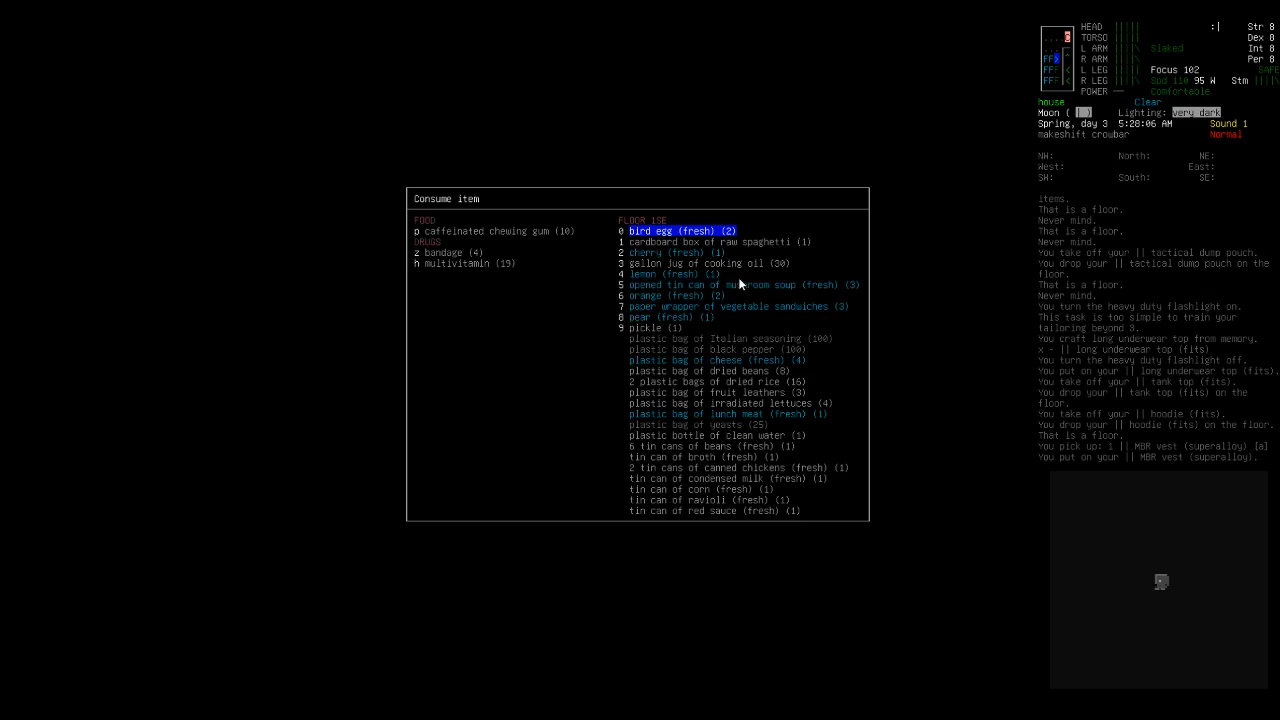 Consume item
FOOD
p caffeinated chewing gum (10)
DRUGS
z bandage (4)
h multivitamin (19)
FLOOR 1SE
0 bird egg (fresh) (2)
1 cardboard box of raw spaghetti (1)
2 cherry (fresh) (1)
3 gallon jug of cooking oil (30)
4 lemon (fresh) (1)
5 opened tin can of mushroom soup (fresh) (3)
6 orange (fresh) (2)
7 paper wrapper of vegetable sandwiches (3)
8 pear (fresh) (1)
9 pickle (1)
plastic bag of Italian seasoning (100)
plastic bag of black pepper (100)
plastic bag of cheese (fresh) (4)
plastic bag of dried beans (8)
2 plastic bags of dried rice (16)
plastic bag of fruit leathers (3)
plastic bag of irradiated lettuces (4)
plastic bag of lunch meat (fresh) (1)
plastic bag of yeasts (25)
plastic bottle of clean water (1)
6 tin cans of beans (fresh) (1)
tin can of broth (fresh) (1)
2 tin cans of canned chickens (fresh) (1)
tin can of condensed milk (fresh) (1)
tin can of corn (fresh) (1)
tin can of ravioli (fresh) (1)
tin can of red sauce (fresh) (1)
HEAD ||||| :| Str 8
TORSO ||||| Dex 8
L ARM ||||\ Slaked Int 8
R ARM ||||\ Per 8
L LEG ||||\ Focus 102 SAFE
R LEG ||||\ Spd 110 95 W Stm ||||\
POWER -- Comfortable
house Clear
Moon ( | ) Lighting: very dark
Spring, day 3 5:28:06 AM Sound 1
makeshift crowbar Normal
NW: North: NE:
West: East:
SW: South: SE:
items.
That is a floor.
Never mind.
That is a floor.
Never mind.
You take off your || tactical dump pouch.
You drop your || tactical dump pouch on the
floor.
That is a floor.
Never mind.
You turn the heavy duty flashlight on.
This task is too simple to train your
tailoring beyond 3.
You craft long underwear top from memory.
x - || long underwear top (fits)
You turn the heavy duty flashlight off.
You put on your || long underwear top (fits).
You take off your || tank top (fits).
You drop your || tank top (fits) on the
floor.
You take off your || hoodie (fits).
You drop your || hoodie (fits) on the floor.
That is a floor.
You pick up: 1 || MBR vest (superalloy) [a]
You put on your || MBR vest (superalloy).